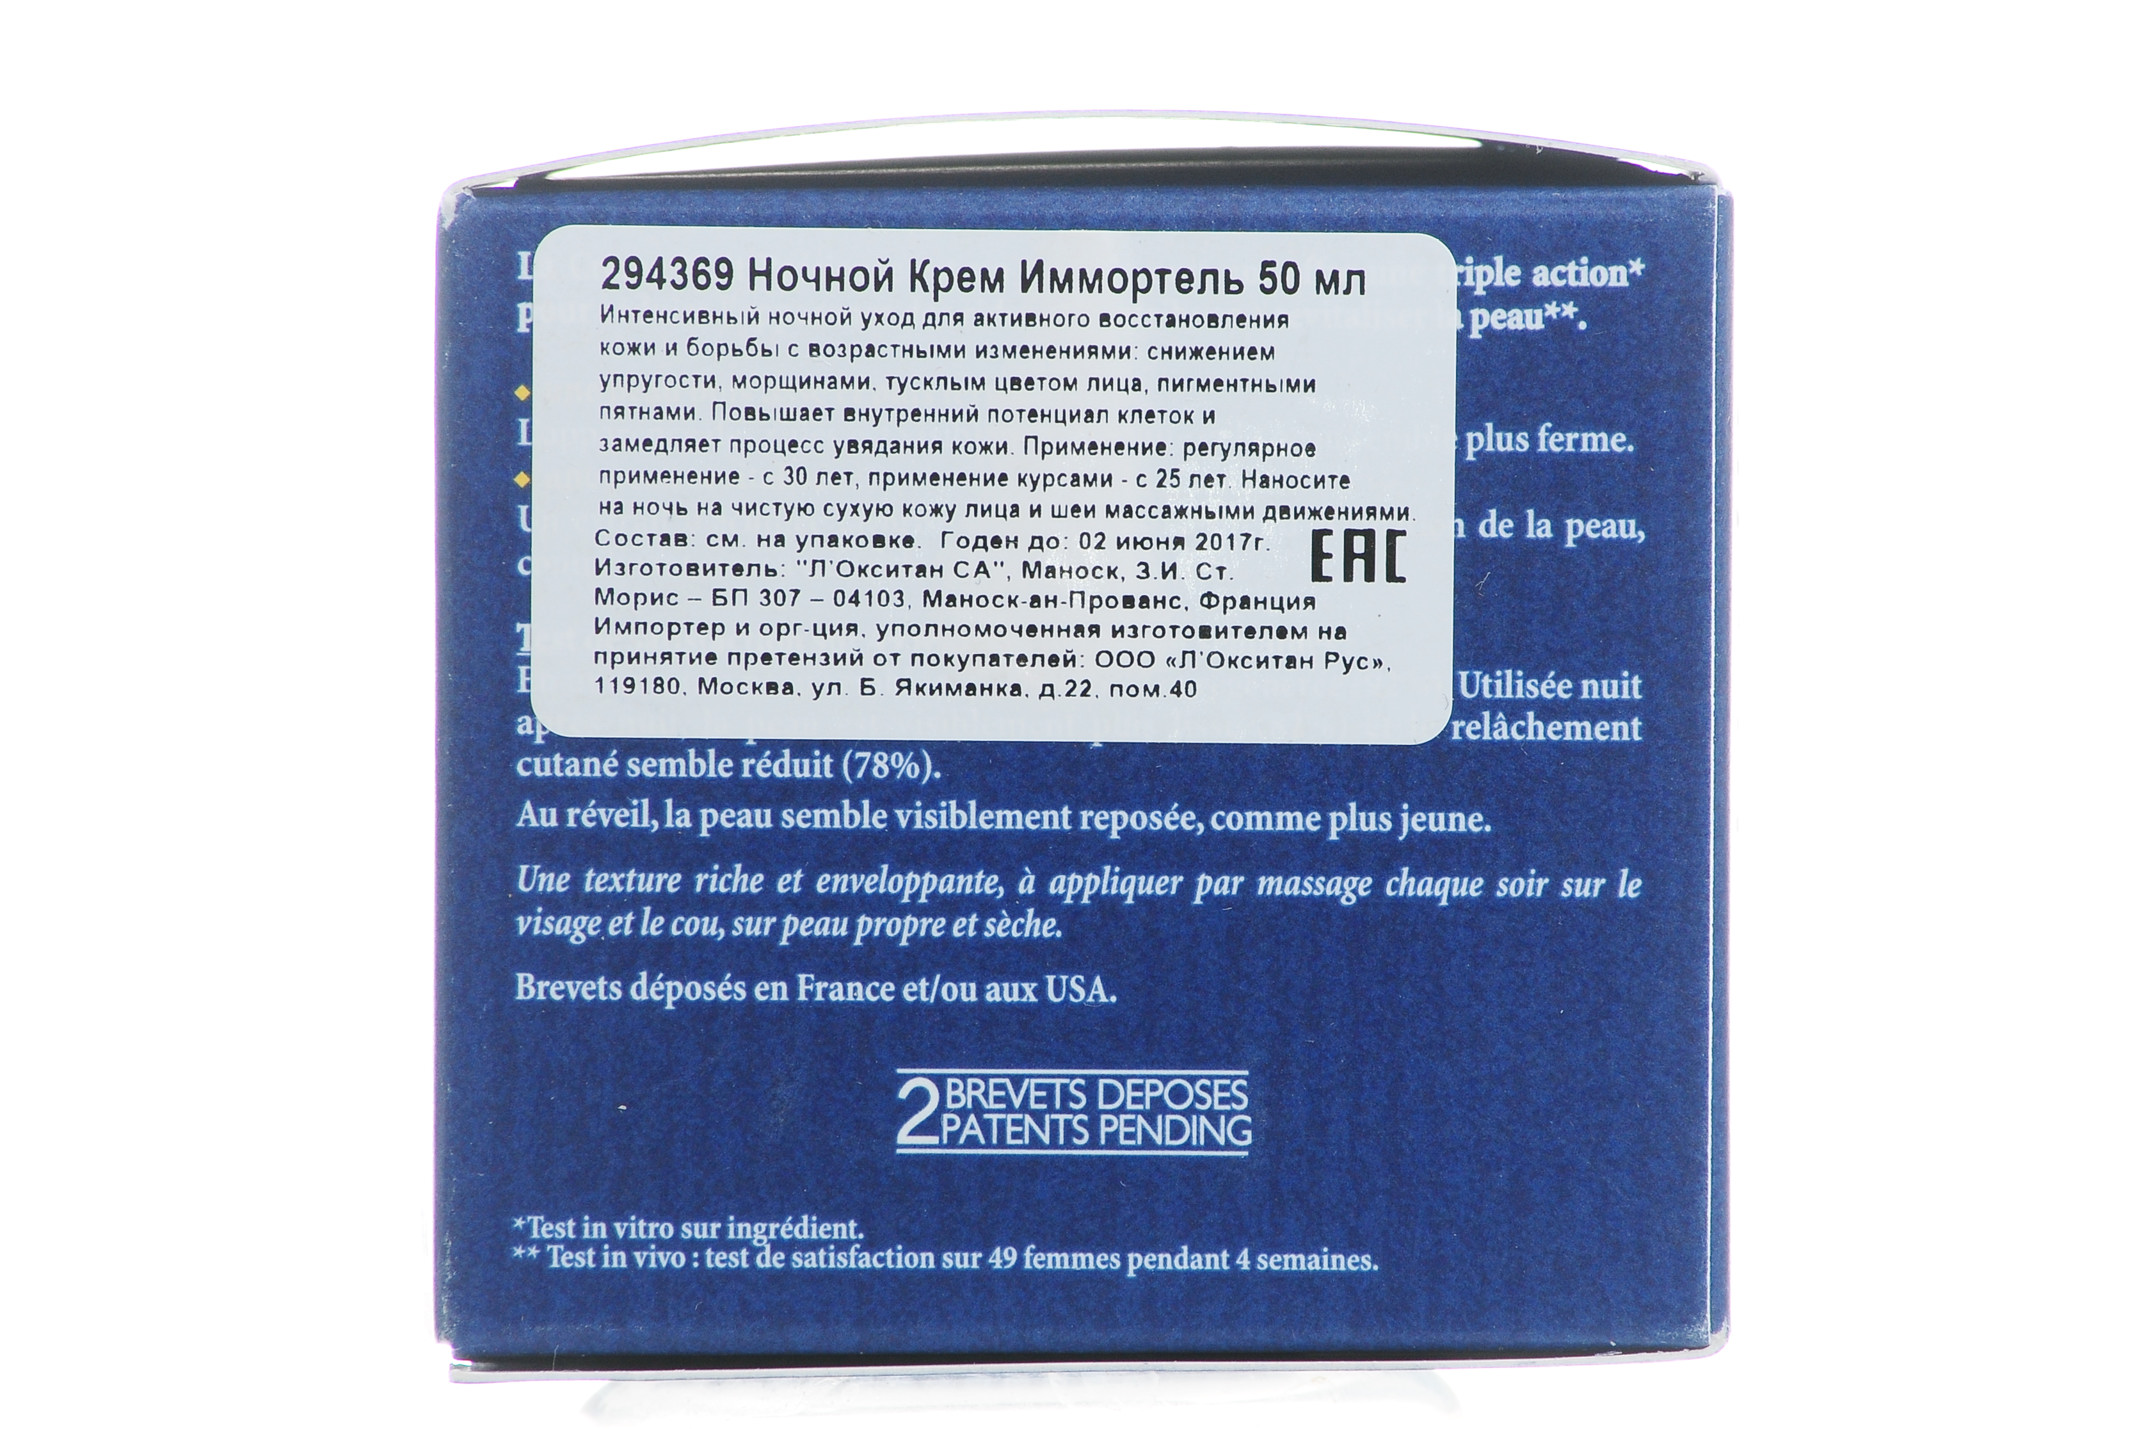 294369 Ночной Крем Иммортель 50 мл
Интенсивный ночной уход для активного восстановления
кожи и борьбы с возрастными изменениями: снижением
упругости, морщинами, тусклым цветом лица, пигментными
пятнами. Повышает внутренний потенциал клеток и
замедляет процесс увядания кожи. Применение: регулярное
применение - с 30 лет, применение курсами - с 25 лет. Наносите
на ночь на чистую сухую кожу лица и шеи массажными движениями.
Состав: см. на упаковке. Годен до: 02 июня 2017г.
EAC
Изготовитель: "Л'Окситан СА", Маноск, З.И. Ст.
Морис – БП 307 – 04103, Маноск-ан-Прованс, Франция
Импортер и орг-ция, уполномоченная изготовителем на
принятие претензий от покупателей: ООО «Л'Окситан Рус»,
119180, Москва, ул. Б. Якиманка, д.22, пом.40
action*
peau**.
plus ferme.
de la peau,
Utilisée nuit
relâchement
cutané semble réduit (78%).
Au réveil, la peau semble visiblement reposée, comme plus jeune.
Une texture riche et enveloppante, à appliquer par massage chaque soir sur le
visage et le cou, sur peau propre et sèche.
Brevets déposés en France et/ou aux USA.
2 BREVETS DEPOSES
PATENTS PENDING
*Test in vitro sur ingrédient.
** Test in vivo : test de satisfaction sur 49 femmes pendant 4 semaines.